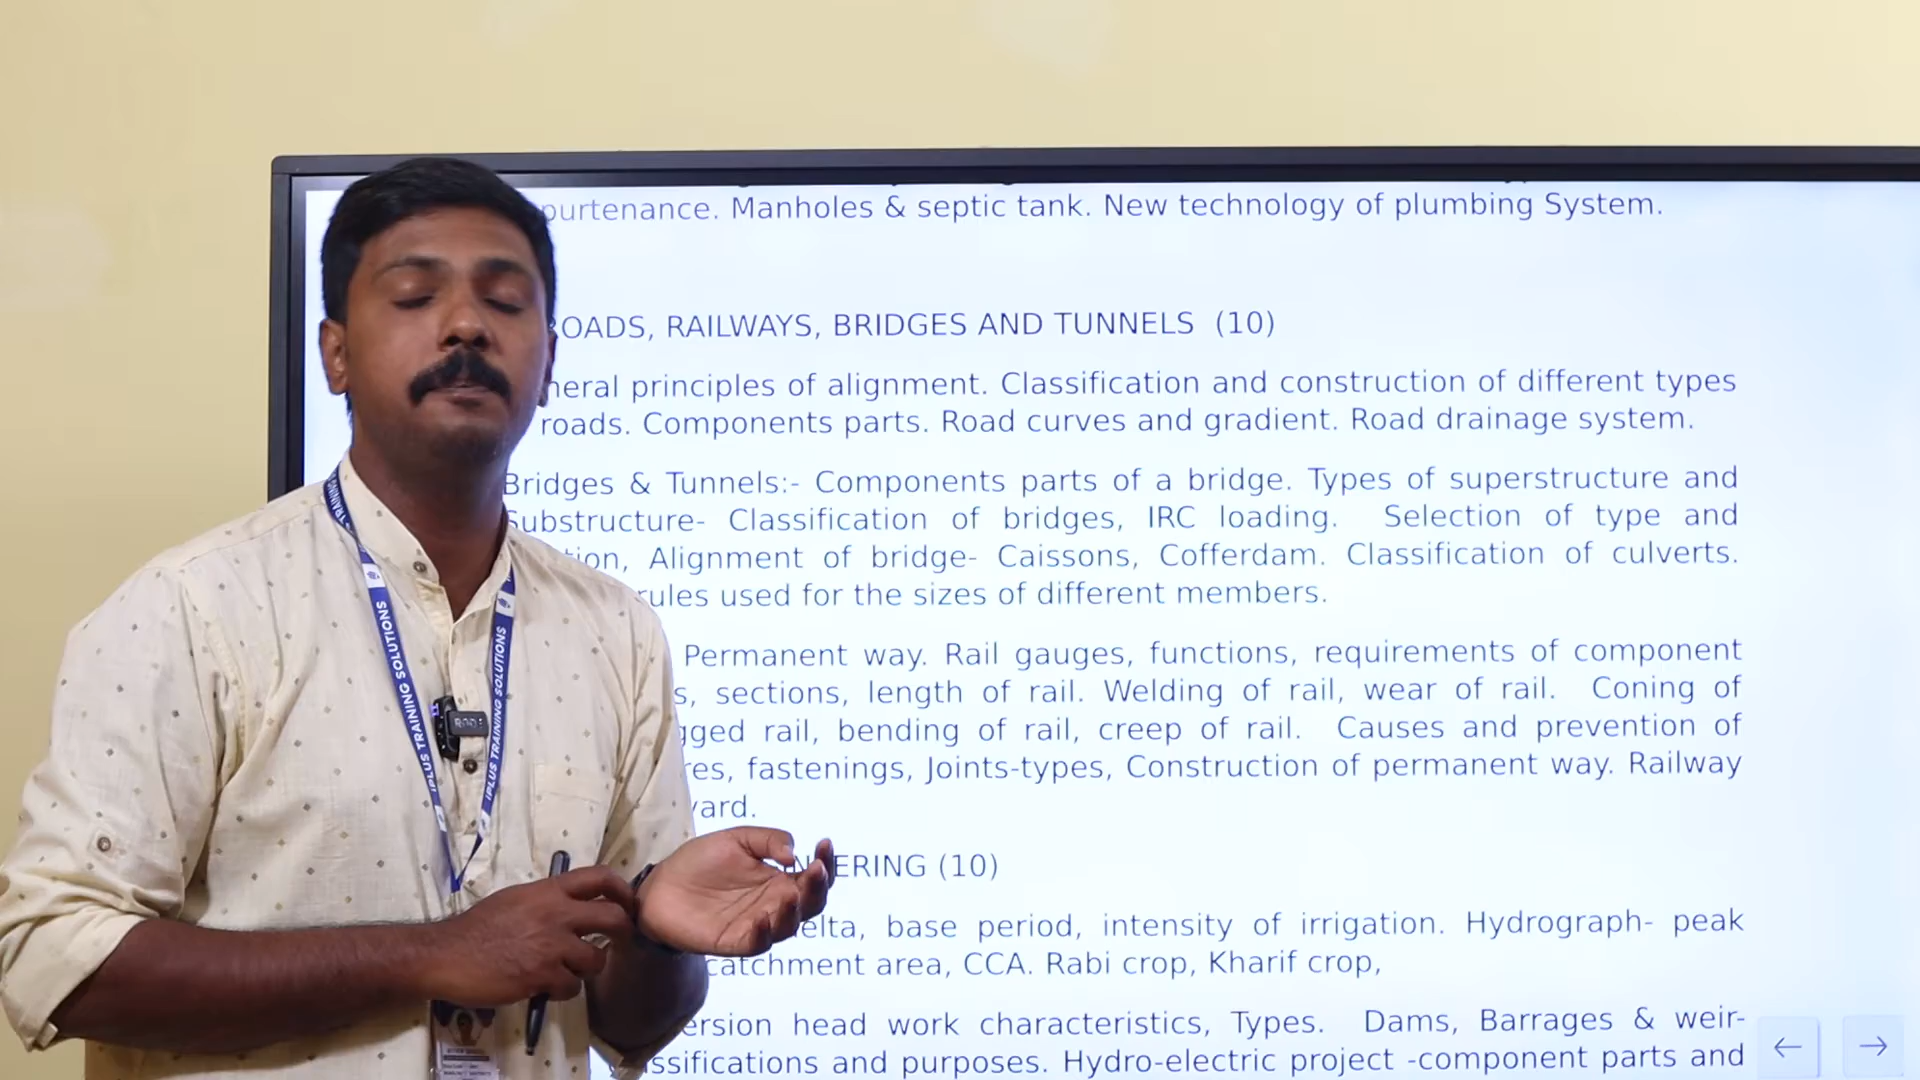 purtenance. Manholes & septic tank. New technology of plumbing System.
OADS, RAILWAYS, BRIDGES AND TUNNELS (10)
neral principles of alignment. Classification and construction of different types
roads. Components parts. Road curves and gradient. Road drainage system.
Bridges & Tunnels:- Components parts of a bridge. Types of superstructure and
Substructure- Classification of bridges, IRC loading. Selection of type and
tion, Alignment of bridge- Caissons, Cofferdam. Classification of culverts.
rules used for the sizes of different members.
Permanent way. Rail gauges, functions, requirements of component
s, sections, length of rail. Welding of rail, wear of rail. Coning of
gged rail, bending of rail, creep of rail. Causes and prevention of
res, fastenings, Joints-types, Construction of permanent way. Railway
yard.
ERING (10)
elta, base period, intensity of irrigation. Hydrograph- peak
catchment area, CCA. Rabi crop, Kharif crop,
ersion head work characteristics, Types. Dams, Barrages & weir-
ssifications and purposes. Hydro-electric project -component parts and
TRAINING
IPLUS TRAINING SOLUTIONS
IPLUS TRAINING SOLUTIONS
RODE